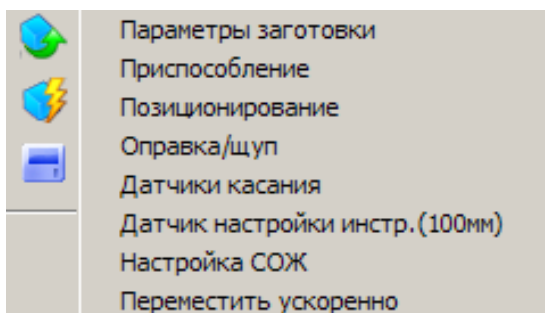 Параметры заготовки
Приспособление
Позиционирование
Оправка/щуп
Датчики касания
Датчик настройки инстр.(100мм)
Настройка СОЖ
Переместить ускоренно